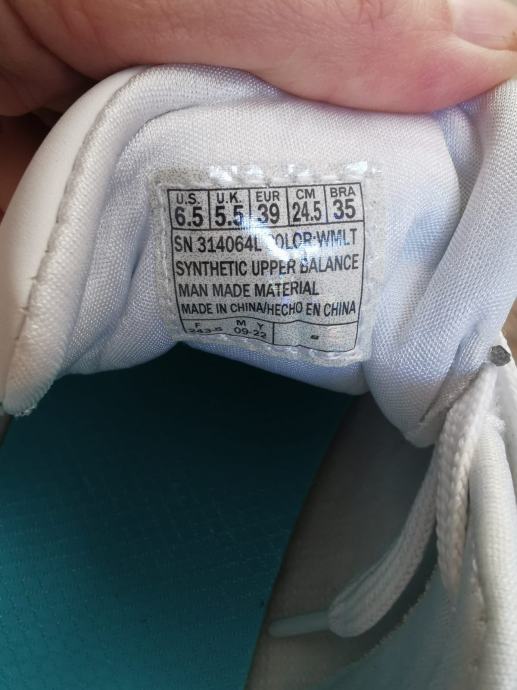 U.S. U.K. EUR CM BRA
6.5 5.5 39 24.5 35
SN 314064L COLOR:WMLT
SYNTHETIC UPPER BALANCE
MAN MADE MATERIAL
MADE IN CHINA/HECHO EN CHINA
F M Y
09-22